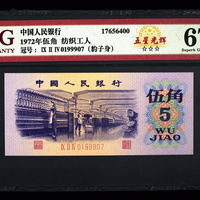 中国人民银行
1972年伍角 纺织工人
冠号：IX II IV 0199907（豹子身）
17656400
五星光辉
☆☆☆
G
RANTY
67
Superb G
中国人民银行
伍角
5
WU
JIAO
IX II IV 0199907